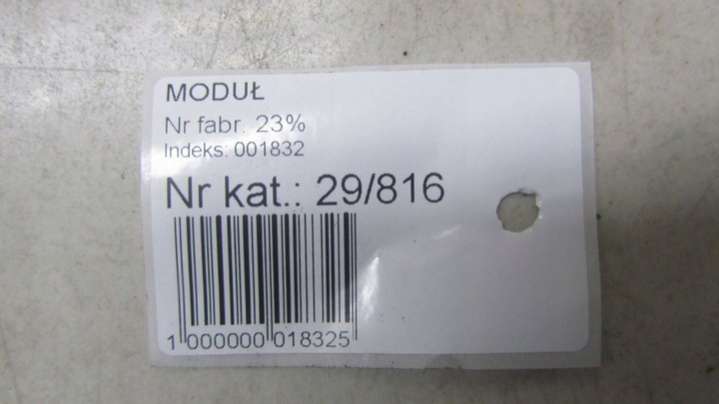 MODUŁ
Nr fabr. 23%
Indeks: 001832
Nr kat.: 29/816
1 000000 018325